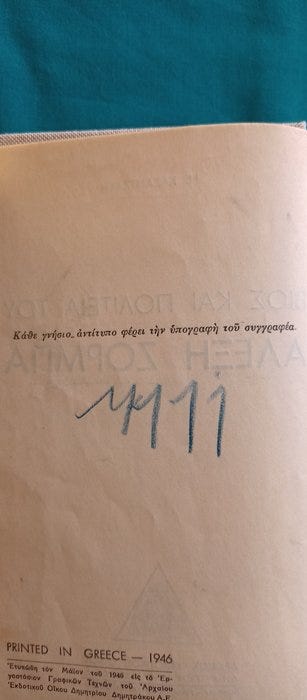 Κάθε γνήσιο ἀντίτυπο φέρει τὴν ὑπογραφὴ τοῦ συγγραφέα.
PRINTED IN GREECE — 1946
Ἐτυπώθη τὸν Μάϊον τοῦ 1946 εἰς τὸ Ἐρ-
γοστάσιον Γραφικῶν Τεχνῶν τοῦ Ἀρχαίου
Ἐκδοτικοῦ Οἴκου Δημητρίου Δημητράκου Α.Ε.